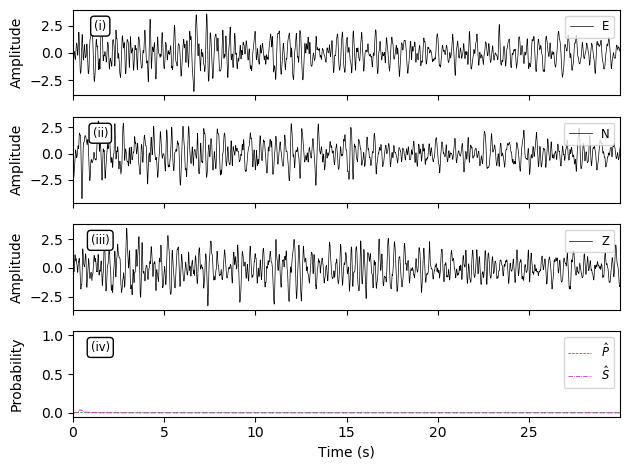 (i)
E
Amplitude
2.5
0.0
−2.5
(ii)
N
Amplitude
2.5
0.0
−2.5
(iii)
Z
Amplitude
2.5
0.0
−2.5
(iv)
P̂
Ŝ
Probability
1.0
0.5
0.0
0 5 10 15 20 25
Time (s)